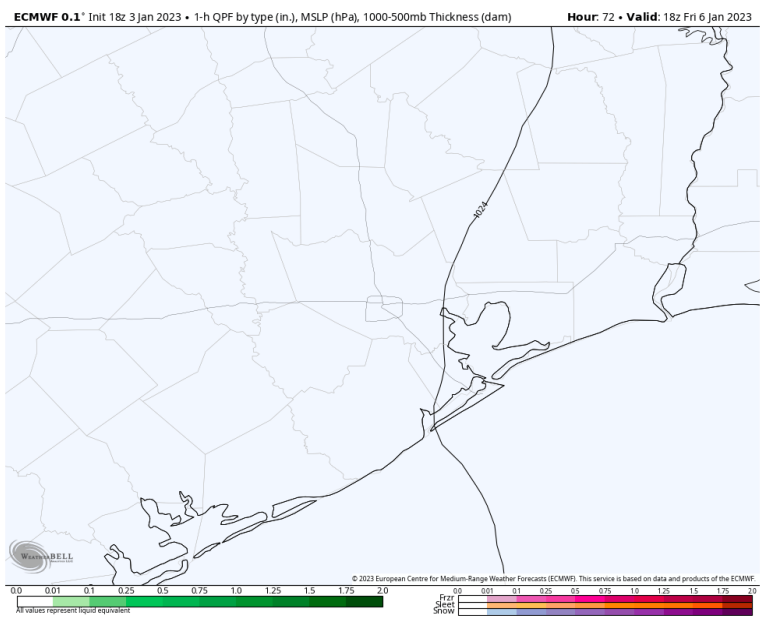 ECMWF 0.1° Init 18z 3 Jan 2023 • 1-h QPF by type (in.), MSLP (hPa), 1000-500mb Thickness (dam) Hour: 72 • Valid: 18z Fri 6 Jan 2023
1024
WEATHERBELL
© 2023 European Centre for Medium-Range Weather Forecasts (ECMWF). This service is based on data and products of the ECMWF.
0.0 0.01 0.1 0.25 0.5 0.75 1.0 1.25 1.5 1.75 2.0
0.0 0.01 0.1 0.25 0.5 0.75 1.0 1.25 1.5 1.75 2.0
Frzr
Sleet
Snow
All values represent liquid equivalent